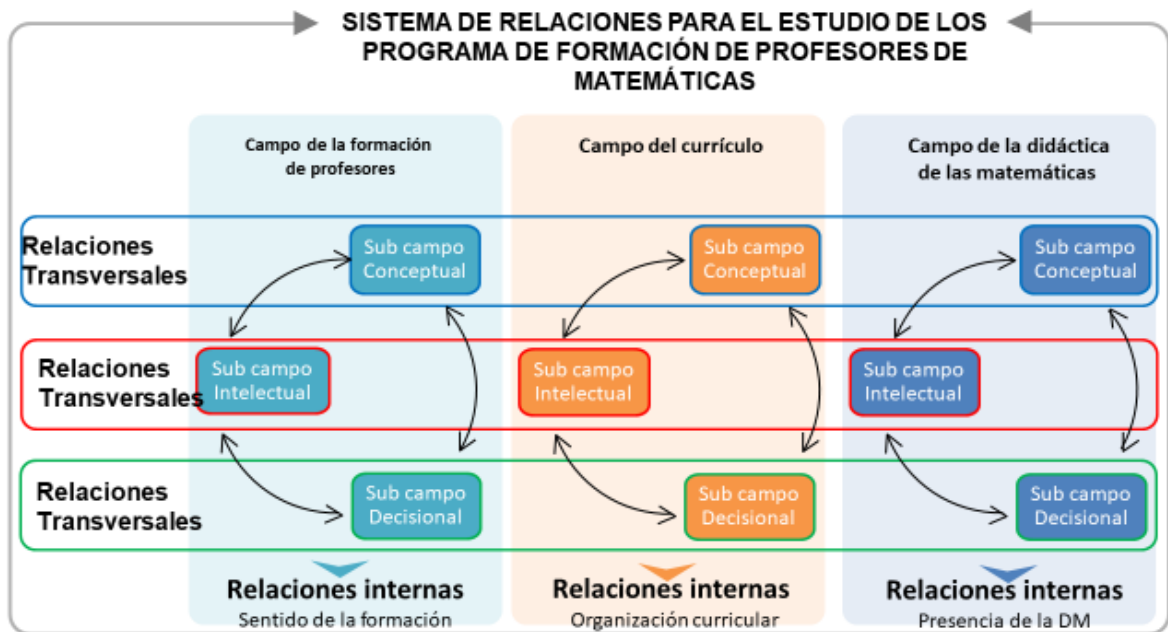 SISTEMA DE RELACIONES PARA EL ESTUDIO DE LOS
PROGRAMA DE FORMACIÓN DE PROFESORES DE
MATEMÁTICAS
Campo de la formación
de profesores
Campo del currículo
Campo de la didáctica
de las matemáticas
Relaciones
Transversales
Sub campo
Conceptual
Sub campo
Conceptual
Sub campo
Conceptual
Relaciones
Transversales
Sub campo
Intelectual
Sub campo
Intelectual
Sub campo
Intelectual
Relaciones
Transversales
Sub campo
Decisional
Sub campo
Decisional
Sub campo
Decisional
Relaciones internas
Sentido de la formación
Relaciones internas
Organización curricular
Relaciones internas
Presencia de la DM